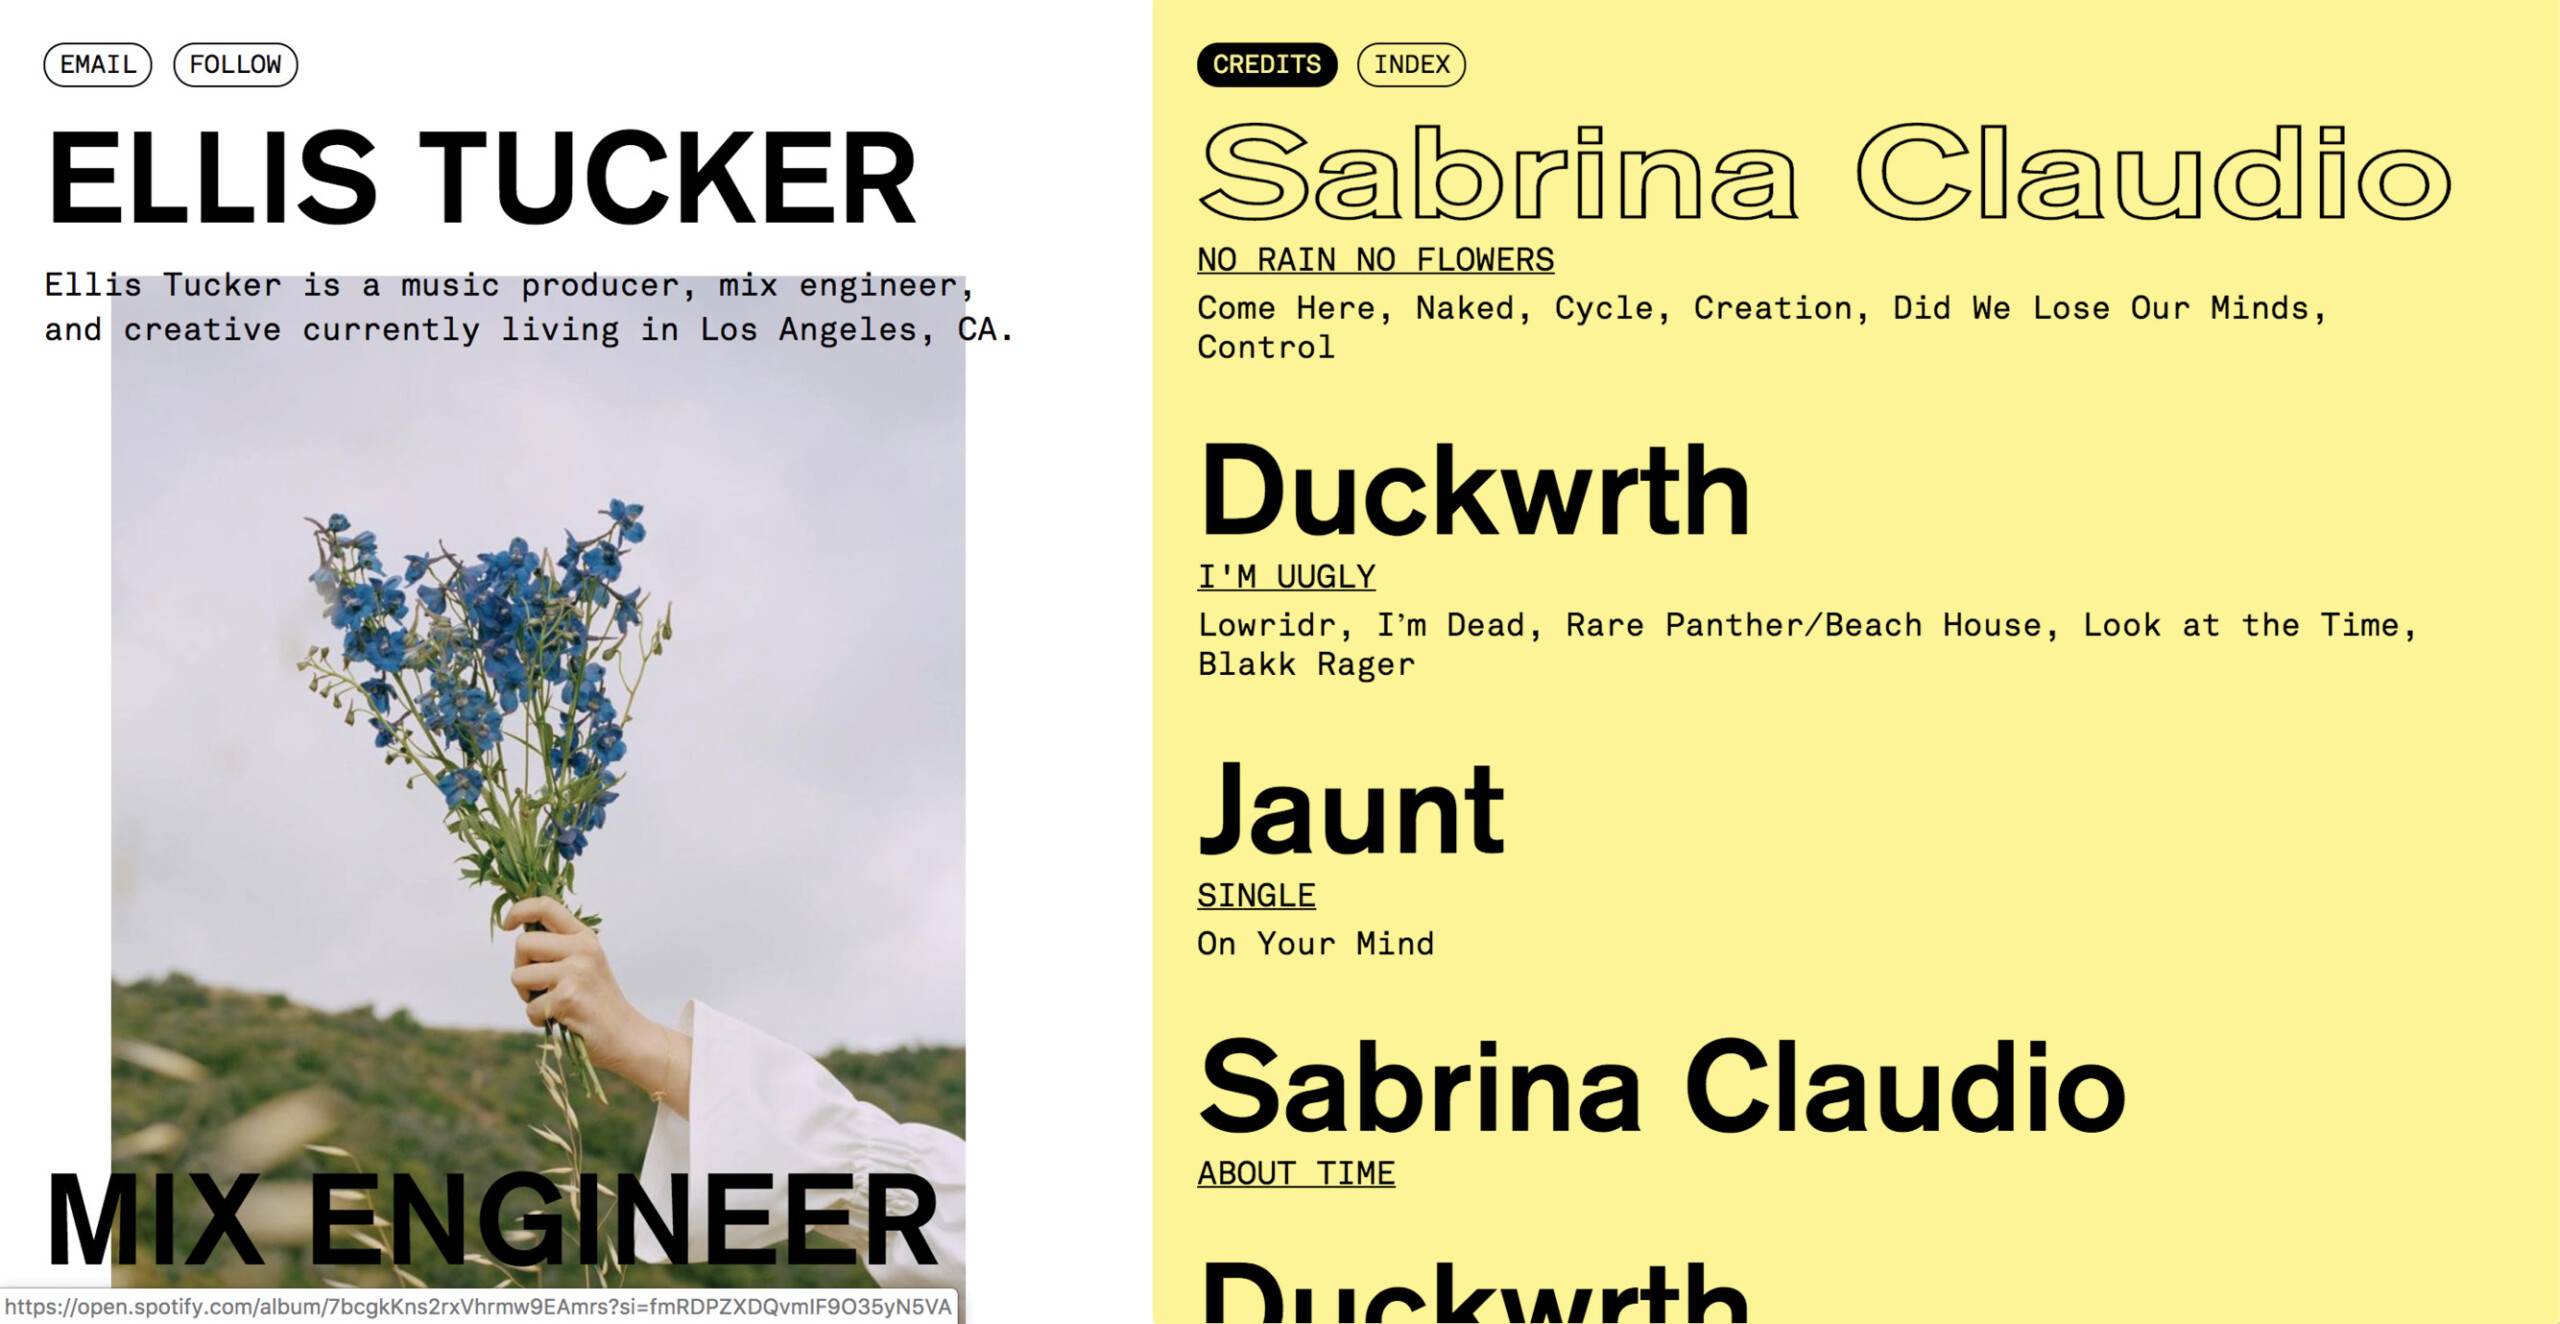 EMAIL FOLLOW
ELLIS TUCKER
Ellis Tucker is a music producer, mix engineer,
and creative currently living in Los Angeles, CA.
MIX ENGINEER
https://open.spotify.com/album/7bcgkKns2rxVhrmw9EAmrs?si=fmRDPZXDQvmIF9O35yN5VA
CREDITS INDEX
Sabrina Claudio
NO RAIN NO FLOWERS
Come Here, Naked, Cycle, Creation, Did We Lose Our Minds,
Control
Duckwrth
I'M UUGLY
Lowridr, I’m Dead, Rare Panther/Beach House, Look at the Time,
Blakk Rager
Jaunt
SINGLE
On Your Mind
Sabrina Claudio
ABOUT TIME
Duckwrth